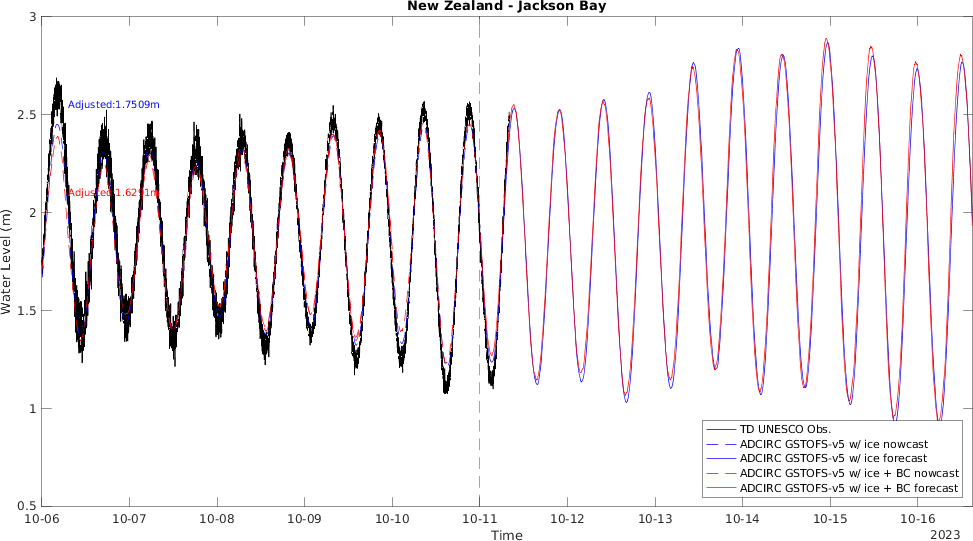 New Zealand - Jackson Bay
3
2.5
2
1.5
1
0.5
Water Level (m)
Adjusted:1.7509m
Adjusted:1.6291m
TD UNESCO Obs.
ADCIRC GSTOFS-v5 w/ ice nowcast
ADCIRC GSTOFS-v5 w/ ice forecast
ADCIRC GSTOFS-v5 w/ ice + BC nowcast
ADCIRC GSTOFS-v5 w/ ice + BC forecast
10-06 10-07 10-08 10-09 10-10 10-11 10-12 10-13 10-14 10-15 10-16
Time
2023